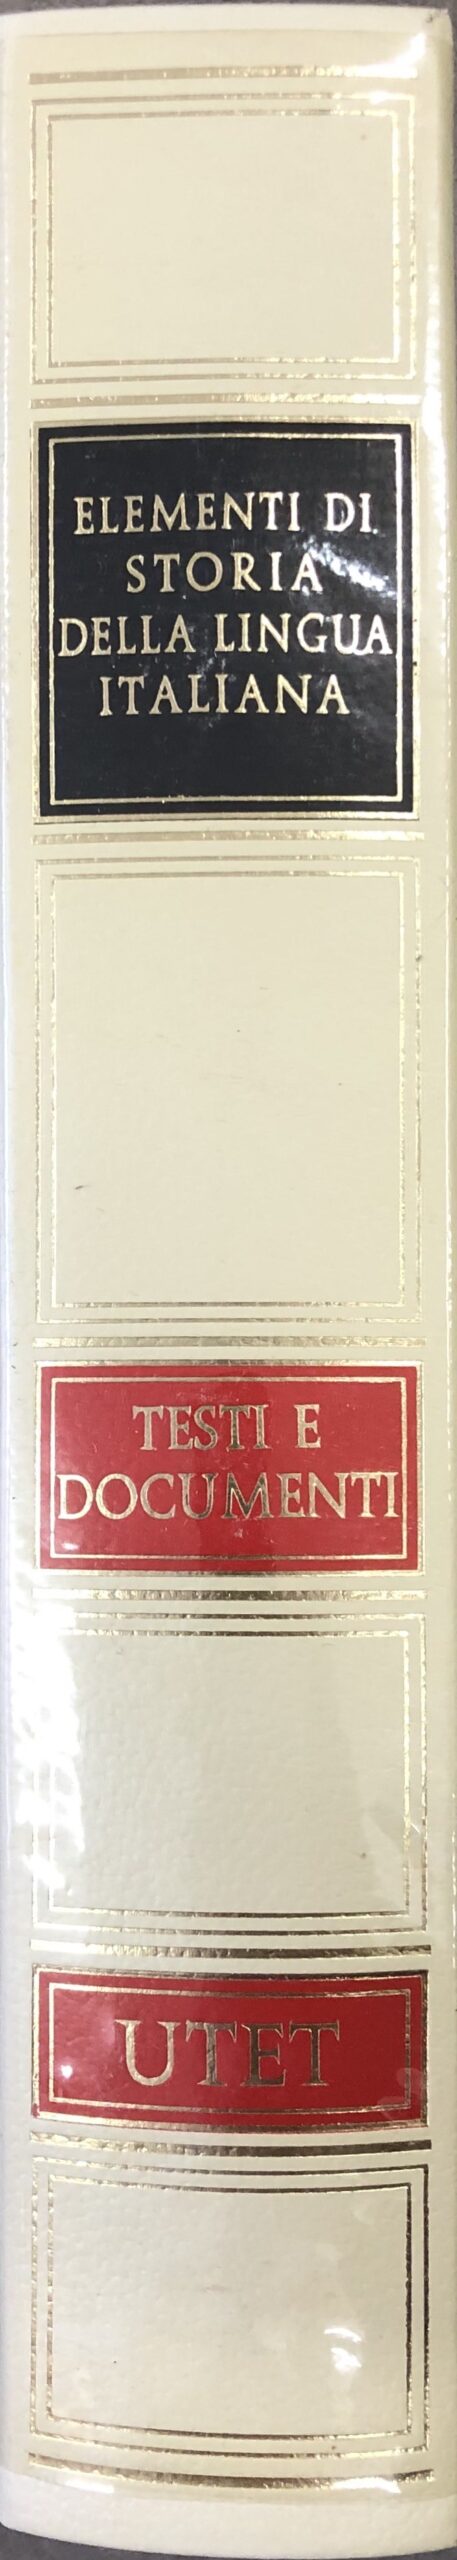 ELEMENTI DI
STORIA
DELLA LINGUA
ITALIANA
TESTI E
DOCUMENTI
UTET